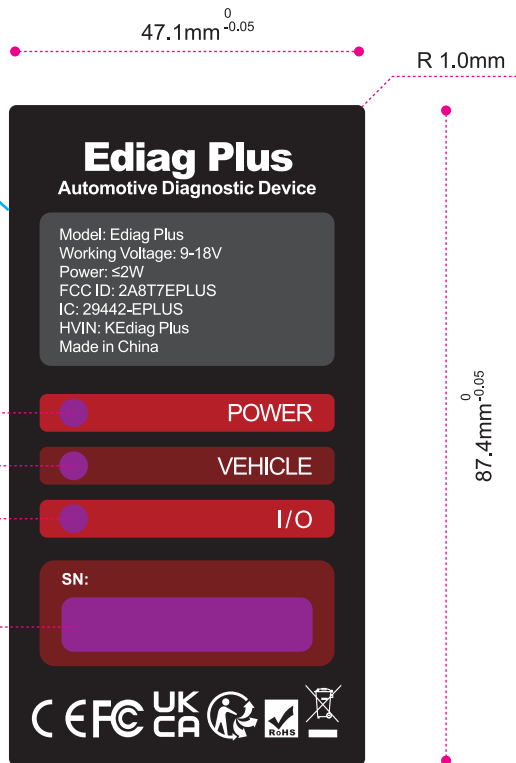 47.1mm 0 -0.05
R 1.0mm
Ediag Plus
Automotive Diagnostic Device
Model: Ediag Plus
Working Voltage: 9-18V
Power: ≤2W
FCC ID: 2A8T7EPLUS
IC: 29442-EPLUS
HVIN: KEdiag Plus
Made in China
87.4mm 0 -0.05
POWER
VEHICLE
I/O
SN:
CE FC UK CA RoHS